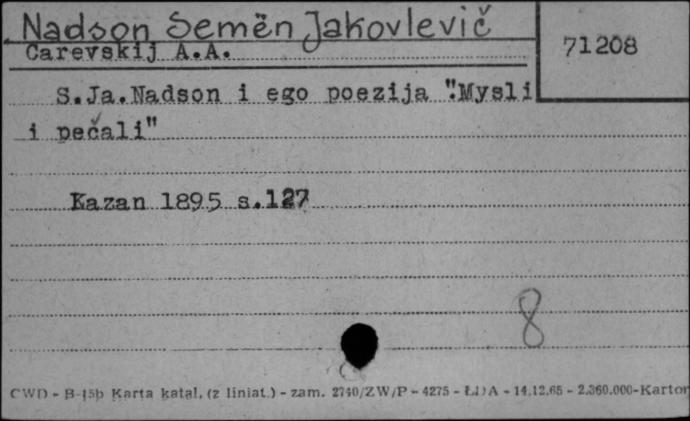 Nadson Semën Jakovlevič
71208
Carevskij A.A.
S.Ja.Nadson i ego poezija "Mysli
i pečali"
Kazan 1895 s.127
8
CWD - B-15b Karta katal. (z liniat.) - zam. 2740/ZW/P - 4275 - ŁDA - 14.12.65 - 2.360.000-Karton